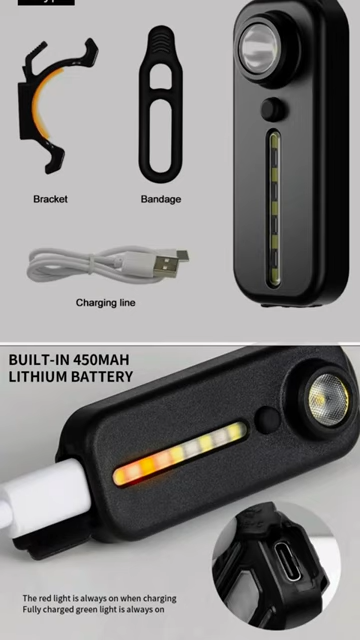 Bracket
Bandage
Charging line
BUILT-IN 450MAH
LITHIUM BATTERY
The red light is always on when charging
Fully charged green light is always on